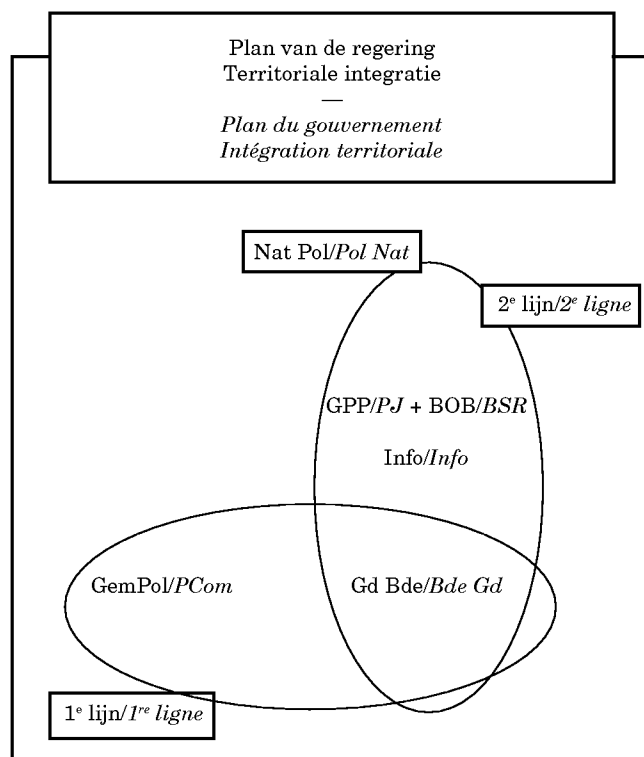 Plan van de regering
Territoriale integratie
—
Plan du gouvernement
Intégration territoriale
Nat Pol/Pol Nat
2e lijn/2e ligne
GPP/PJ + BOB/BSR
Info/Info
GemPol/PCom
Gd Bde/Bde Gd
1e lijn/1re ligne